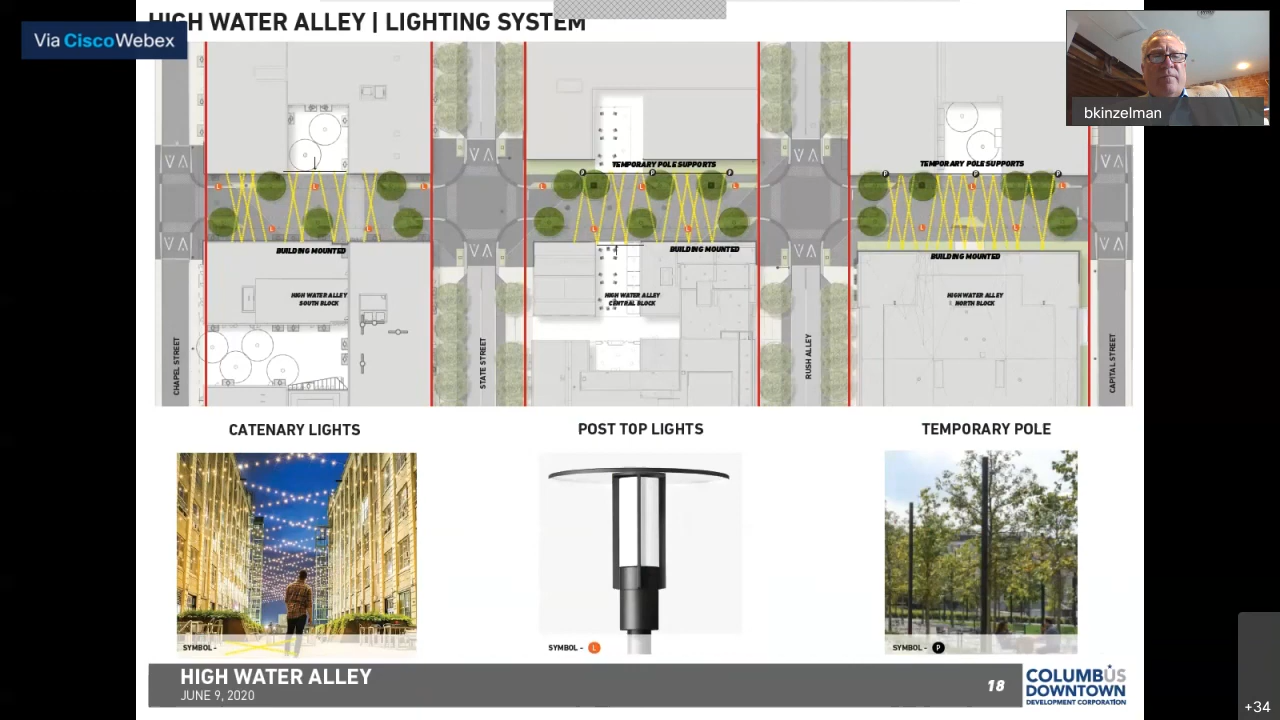 HIGH WATER ALLEY | LIGHTING SYSTEM
Via Cisco Webex
bkinzelman
TEMPORARY POLE SUPPORTS
TEMPORARY POLE SUPPORTS
P P P P P P
L L L L L L L
L L L L L L
BUILDING MOUNTED
BUILDING MOUNTED
BUILDING MOUNTED
HIGH WATER ALLEY
SOUTH BLOCK
HIGH WATER ALLEY
CENTRAL BLOCK
HIGH WATER ALLEY
NORTH BLOCK
CHAPEL STREET
STATE STREET
RUSH ALLEY
CAPITAL STREET
CATENARY LIGHTS
POST TOP LIGHTS
TEMPORARY POLE
SYMBOL -
SYMBOL - L
SYMBOL - P
HIGH WATER ALLEY
JUNE 9, 2020
18
COLUMBUS
DOWNTOWN
DEVELOPMENT CORPORATION
+34